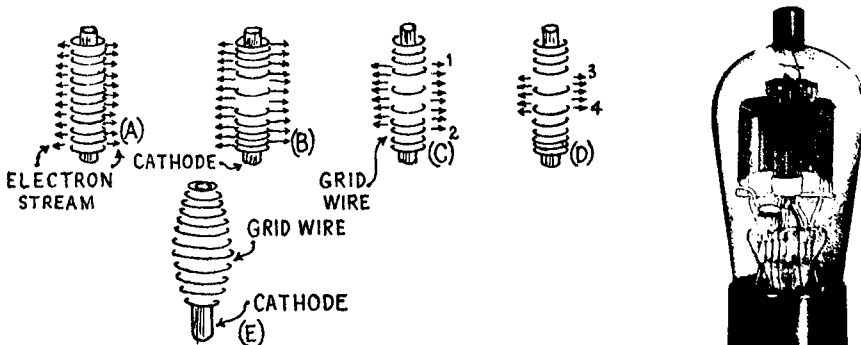 1
3
4
2
(A)
(B)
(C)
(D)
ELECTRON
STREAM
CATHODE
GRID
WIRE
GRID WIRE
CATHODE
(E)